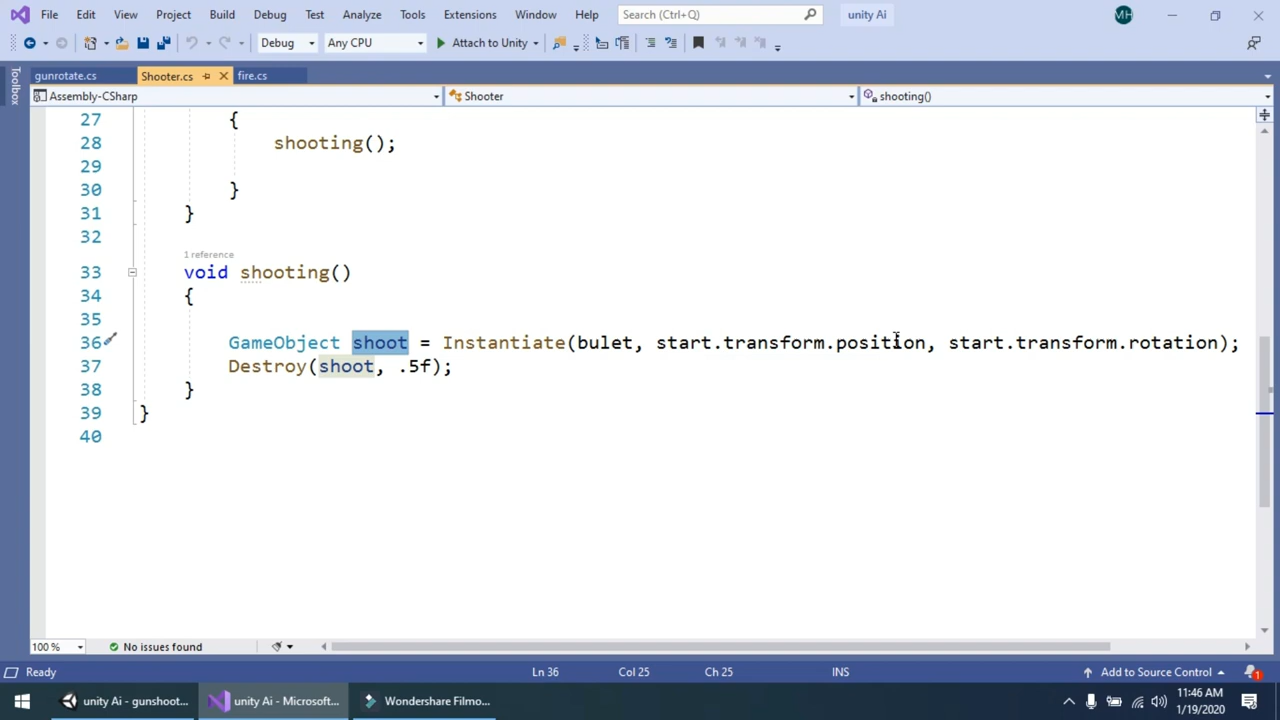 File Edit View Project Build Debug Test Analyze Tools Extensions Window Help Search (Ctrl+Q) unity Ai MH
Debug Any CPU Attach to Unity
Toolbox
gunrotate.cs Shooter.cs fire.cs
Assembly-CSharp Shooter shooting()
27 {
28 shooting();
29
30 }
31 }
32
1 reference
33 void shooting()
34 {
35
36 GameObject shoot = Instantiate(bulet, start.transform.position, start.transform.rotation);
37 Destroy(shoot, .5f);
38 }
39 }
40
100 % No issues found
Ready Ln 36 Col 25 Ch 25 INS Add to Source Control 1
unity Ai - gunshoot... unity Ai - Microsoft... Wondershare Filmo... 11:46 AM
1/19/2020